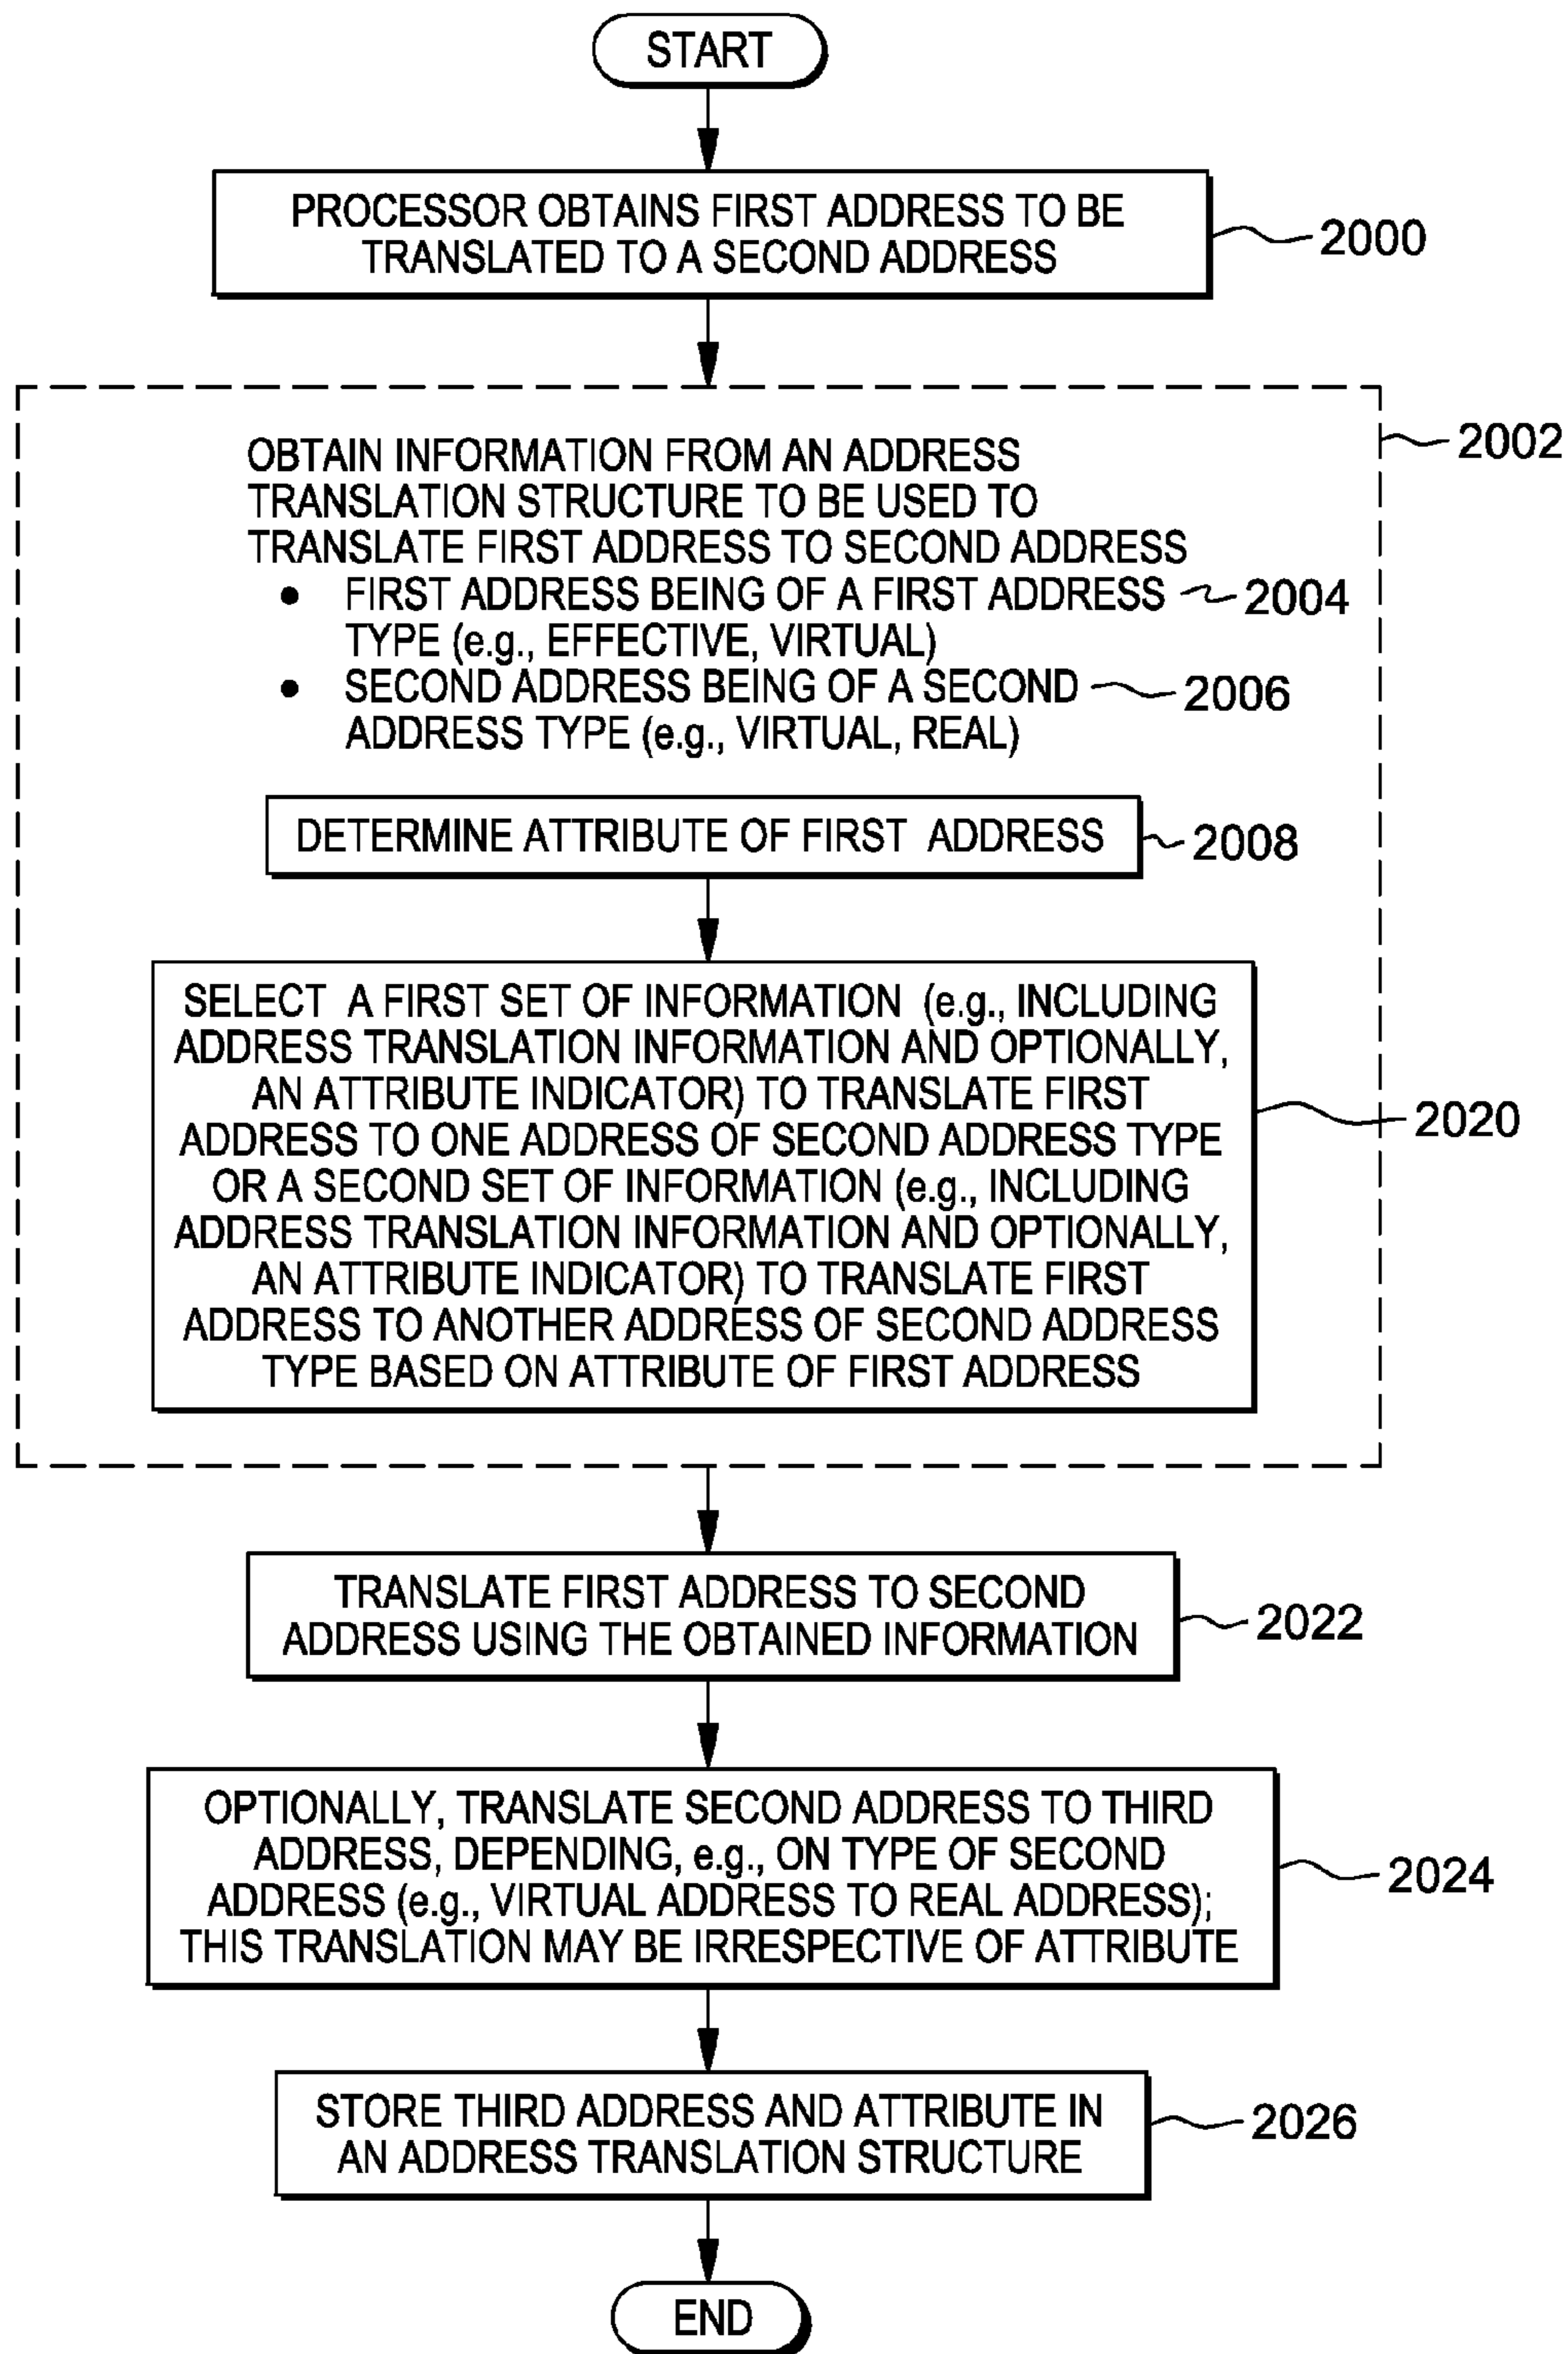 START
PROCESSOR OBTAINS FIRST ADDRESS TO BE
TRANSLATED TO A SECOND ADDRESS
2000
2002
OBTAIN INFORMATION FROM AN ADDRESS
TRANSLATION STRUCTURE TO BE USED TO
TRANSLATE FIRST ADDRESS TO SECOND ADDRESS
• FIRST ADDRESS BEING OF A FIRST ADDRESS
2004
TYPE (e.g., EFFECTIVE, VIRTUAL)
• SECOND ADDRESS BEING OF A SECOND
2006
ADDRESS TYPE (e.g., VIRTUAL, REAL)
DETERMINE ATTRIBUTE OF FIRST ADDRESS
2008
SELECT A FIRST SET OF INFORMATION (e.g., INCLUDING
ADDRESS TRANSLATION INFORMATION AND OPTIONALLY,
AN ATTRIBUTE INDICATOR) TO TRANSLATE FIRST
ADDRESS TO ONE ADDRESS OF SECOND ADDRESS TYPE
OR A SECOND SET OF INFORMATION (e.g., INCLUDING
ADDRESS TRANSLATION INFORMATION AND OPTIONALLY,
AN ATTRIBUTE INDICATOR) TO TRANSLATE FIRST
ADDRESS TO ANOTHER ADDRESS OF SECOND ADDRESS
TYPE BASED ON ATTRIBUTE OF FIRST ADDRESS
2020
TRANSLATE FIRST ADDRESS TO SECOND
ADDRESS USING THE OBTAINED INFORMATION
2022
OPTIONALLY, TRANSLATE SECOND ADDRESS TO THIRD
ADDRESS, DEPENDING, e.g., ON TYPE OF SECOND
ADDRESS (e.g., VIRTUAL ADDRESS TO REAL ADDRESS);
THIS TRANSLATION MAY BE IRRESPECTIVE OF ATTRIBUTE
2024
STORE THIRD ADDRESS AND ATTRIBUTE IN
AN ADDRESS TRANSLATION STRUCTURE
2026
END